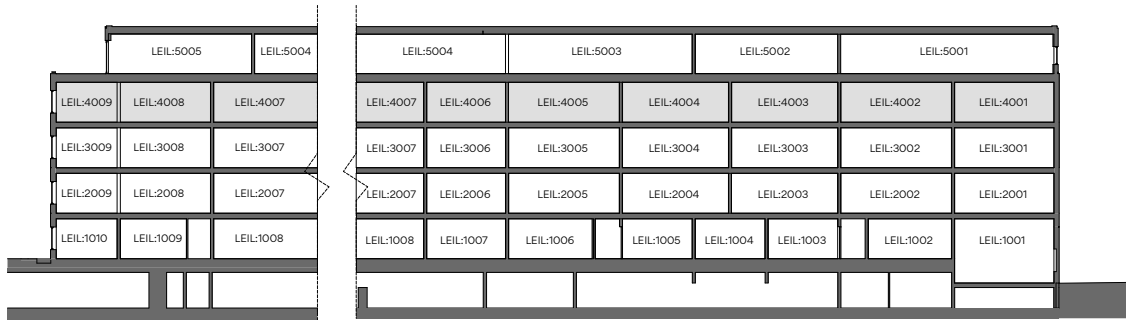 LEIL:5005 LEIL:5004 LEIL:5004 LEIL:5003 LEIL:5002 LEIL:5001
LEIL:4009 LEIL:4008 LEIL:4007 LEIL:4007 LEIL:4006 LEIL:4005 LEIL:4004 LEIL:4003 LEIL:4002 LEIL:4001
LEIL:3009 LEIL:3008 LEIL:3007 LEIL:3007 LEIL:3006 LEIL:3005 LEIL:3004 LEIL:3003 LEIL:3002 LEIL:3001
LEIL:2009 LEIL:2008 LEIL:2007 LEIL:2007 LEIL:2006 LEIL:2005 LEIL:2004 LEIL:2003 LEIL:2002 LEIL:2001
LEIL:1010 LEIL:1009 LEIL:1008 LEIL:1008 LEIL:1007 LEIL:1006 LEIL:1005 LEIL:1004 LEIL:1003 LEIL:1002 LEIL:1001